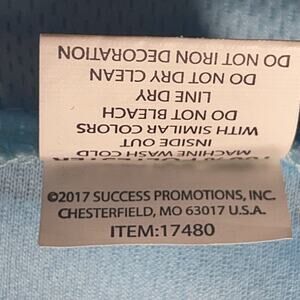 MACHINE WASH COLD
INSIDE OUT
WITH SIMILAR COLORS
DO NOT BLEACH
LINE DRY
DO NOT DRY CLEAN
DO NOT IRON DECORATION
©2017 SUCCESS PROMOTIONS, INC.
CHESTERFIELD, MO 63017 U.S.A.
ITEM:17480